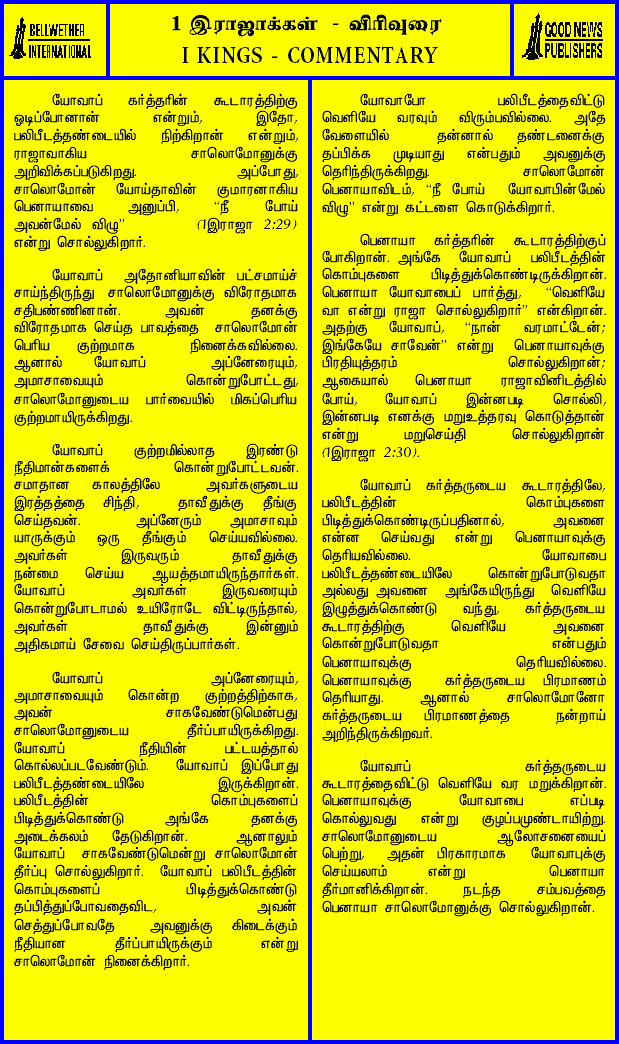 BELLWETHER
INTERNATIONAL
1 இராஜாக்கள் - விரிவுரை
I KINGS - COMMENTARY
GOOD NEWS
PUBLISHERS
யோவாப் கர்த்தரின் கூடாரத்திற்கு
ஓடிப்போனான் என்றும், இதோ,
பலிபீடத்தண்டையில் நிற்கிறான் என்றும்,
ராஜாவாகிய சாலொமோனுக்கு
அறிவிக்கப்படுகிறது. அப்போது,
சாலொமோன் யோய்தாவின் குமாரனாகிய
பெனாயாவை அனுப்பி, “நீ போய்
அவன்மேல் விழு” (1இராஜா 2:29)
என்று சொல்லுகிறார்.
யோவாப் அதோனியாவின் பட்சமாய்ச்
சாய்ந்திருந்து சாலொமோனுக்கு விரோதமாக
சதிபண்ணினான். அவன் தனக்கு
விரோதமாக செய்த பாவத்தை சாலொமோன்
பெரிய குற்றமாக நினைக்கவில்லை.
ஆனால் யோவாப் அப்னேரையும்,
அமாசாவையும் கொன்றுபோட்டது,
சாலொமோனுடைய பார்வையில் மிகப்பெரிய
குற்றமாயிருக்கிறது.
யோவாப் குற்றமில்லாத இரண்டு
நீதிமான்களைக் கொன்றுபோட்டவன்.
சமாதான காலத்திலே அவர்களுடைய
இரத்தத்தை சிந்தி, தாவீதுக்கு தீங்கு
செய்தவன். அப்னேரும் அமாசாவும்
யாருக்கும் ஒரு தீங்கும் செய்யவில்லை.
அவர்கள் இருவரும் தாவீதுக்கு
நன்மை செய்ய ஆயத்தமாயிருந்தார்கள்.
யோவாப் அவர்கள் இருவரையும்
கொன்றுபோடாமல் உயிரோடே விட்டிருந்தால்,
அவர்கள் தாவீதுக்கு இன்னும்
அதிகமாய் சேவை செய்திருப்பார்கள்.
யோவாப் அப்னேரையும்,
அமாசாவையும் கொன்ற குற்றத்திற்காக,
அவன் சாகவேண்டுமென்பது
சாலொமோனுடைய தீர்ப்பாயிருக்கிறது.
யோவாப் நீதியின் பட்டயத்தால்
கொல்லப்படவேண்டும். யோவாப் இப்போது
பலிபீடத்தண்டையிலே இருக்கிறான்.
பலிபீடத்தின் கொம்புகளைப்
பிடித்துக்கொண்டு அங்கே தனக்கு
அடைக்கலம் தேடுகிறான். ஆனாலும்
யோவாப் சாகவேண்டுமென்று சாலொமோன்
தீர்ப்பு சொல்லுகிறார். யோவாப் பலிபீடத்தின்
கொம்புகளைப் பிடித்துக்கொண்டு
தப்பித்துப்போவதைவிட, அவன்
செத்துப்போவதே அவனுக்கு கிடைக்கும்
நீதியான தீர்ப்பாயிருக்கும் என்று
சாலொமோன் நினைக்கிறார்.
யோவாபோ பலிபீடத்தைவிட்டு
வெளியே வரவும் விரும்பவில்லை. அதே
வேளையில் தன்னால் தண்டனைக்கு
தப்பிக்க முடியாது என்பதும் அவனுக்கு
தெரிந்திருக்கிறது. சாலொமோன்
பெனாயாவிடம், “நீ போய் யோவாபின்மேல்
விழு” என்று கட்டளை கொடுக்கிறார்.
பெனாயா கர்த்தரின் கூடாரத்திற்குப்
போகிறான். அங்கே யோவாப் பலிபீடத்தின்
கொம்புகளை பிடித்துக்கொண்டிருக்கிறான்.
பெனாயா யோவாபைப் பார்த்து, “வெளியே
வா என்று ராஜா சொல்லுகிறார்” என்கிறான்.
அதற்கு யோவாப், “நான் வரமாட்டேன்;
இங்கேயே சாவேன்” என்று பெனாயாவுக்கு
பிரதியுத்தரம் சொல்லுகிறான்;
ஆகையால் பெனாயா ராஜாவினிடத்தில்
போய், யோவாப் இன்னபடி சொல்லி,
இன்னபடி எனக்கு மறுஉத்தரவு கொடுத்தான்
என்று மறுசெய்தி சொல்லுகிறான்
(1இராஜா 2:30).
யோவாப் கர்த்தருடைய கூடாரத்திலே,
பலிபீடத்தின் கொம்புகளை
பிடித்துக்கொண்டிருப்பதினால், அவனை
என்ன செய்வது என்று பெனாயாவுக்கு
தெரியவில்லை. யோவாபை
பலிபீடத்தண்டையிலே கொன்றுபோடுவதா
அல்லது அவனை அங்கேயிருந்து வெளியே
இழுத்துக்கொண்டு வந்து, கர்த்தருடைய
கூடாரத்திற்கு வெளியே அவனை
கொன்றுபோடுவதா என்பதும்
பெனாயாவுக்கு தெரியவில்லை.
பெனாயாவுக்கு கர்த்தருடைய பிரமாணம்
தெரியாது. ஆனால் சாலொமோனோ
கர்த்தருடைய பிரமாணத்தை நன்றாய்
அறிந்திருக்கிறவர்.
யோவாப் கர்த்தருடைய
கூடாரத்தைவிட்டு வெளியே வர மறுக்கிறான்.
பெனாயாவுக்கு யோவாபை எப்படி
கொல்லுவது என்று குழப்பமுண்டாயிற்று.
சாலொமோனுடைய ஆலோசனையைப்
பெற்று, அதன் பிரகாரமாக யோவாபுக்கு
செய்யலாம் என்று பெனாயா
தீர்மானிக்கிறான். நடந்த சம்பவத்தை
பெனாயா சாலொமோனுக்கு சொல்லுகிறான்.